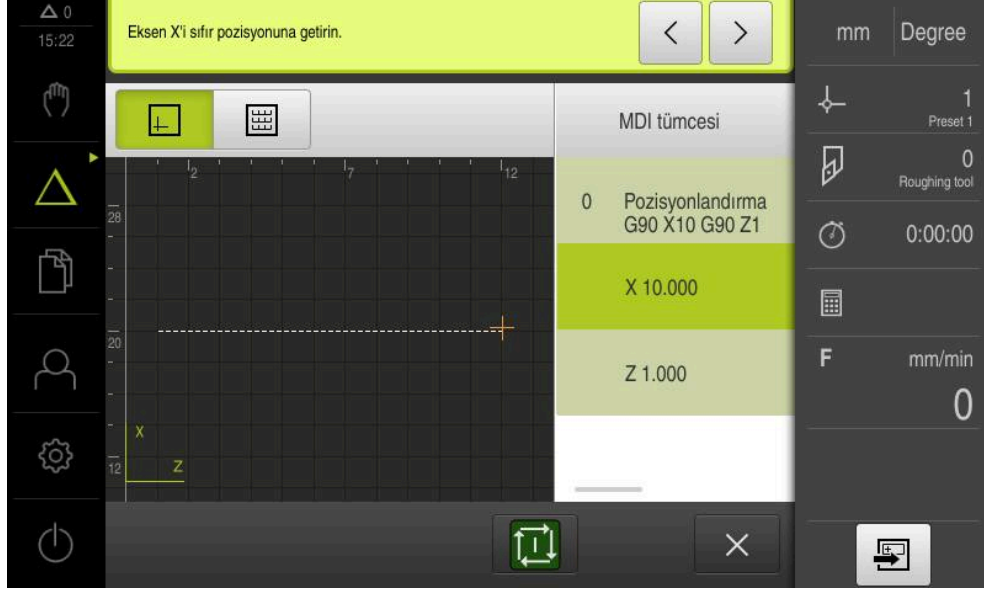 0
15:22
Eksen X'i sıfır pozisyonuna getirin.
mm
Degree
1
Preset 1
0
Roughing tool
0:00:00
F
mm/min
0
MDI tümcesi
0 Pozisyonlandırma
G90 X10 G90 Z1
X 10.000
Z 1.000
2
7
12
28
20
12
X
Z